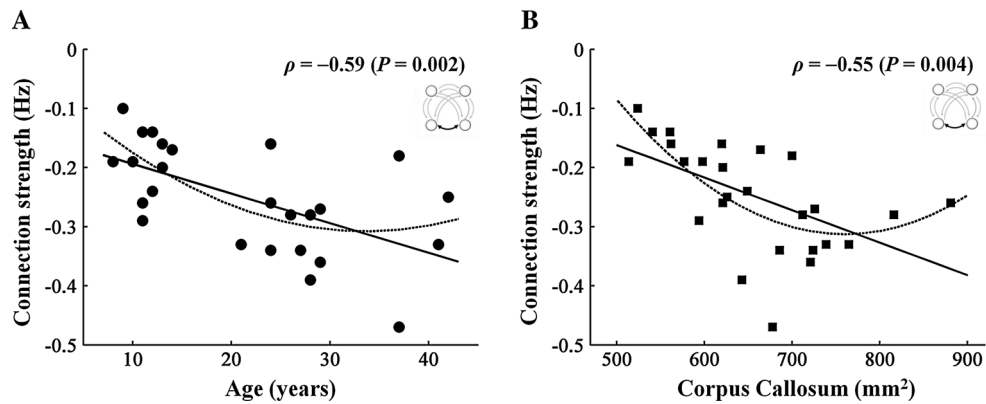 A
ρ = –0.59 (P = 0.002)
Connection strength (Hz)
0
-0.1
-0.2
-0.3
-0.4
-0.5
10 20 30 40
Age (years)
B
ρ = –0.55 (P = 0.004)
Connection strength (Hz)
0
-0.1
-0.2
-0.3
-0.4
-0.5
500 600 700 800 900
Corpus Callosum (mm²)